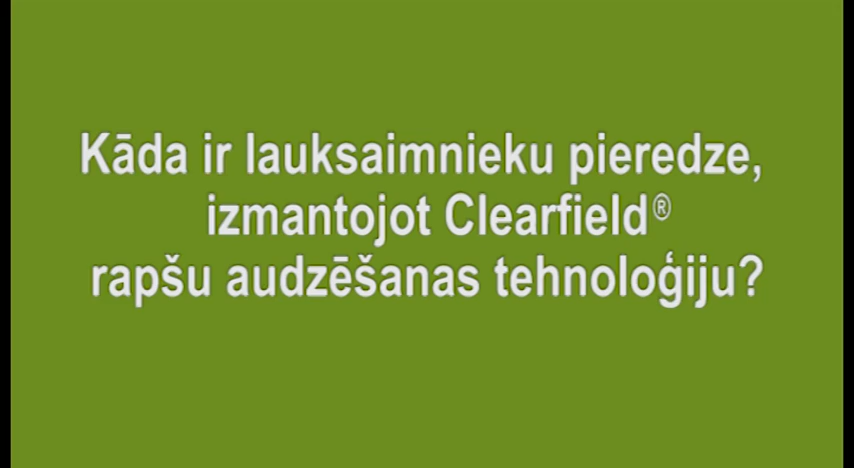 Kāda ir lauksaimnieku pieredze,
izmantojot Clearfield®
rapšu audzēšanas tehnoloģiju?